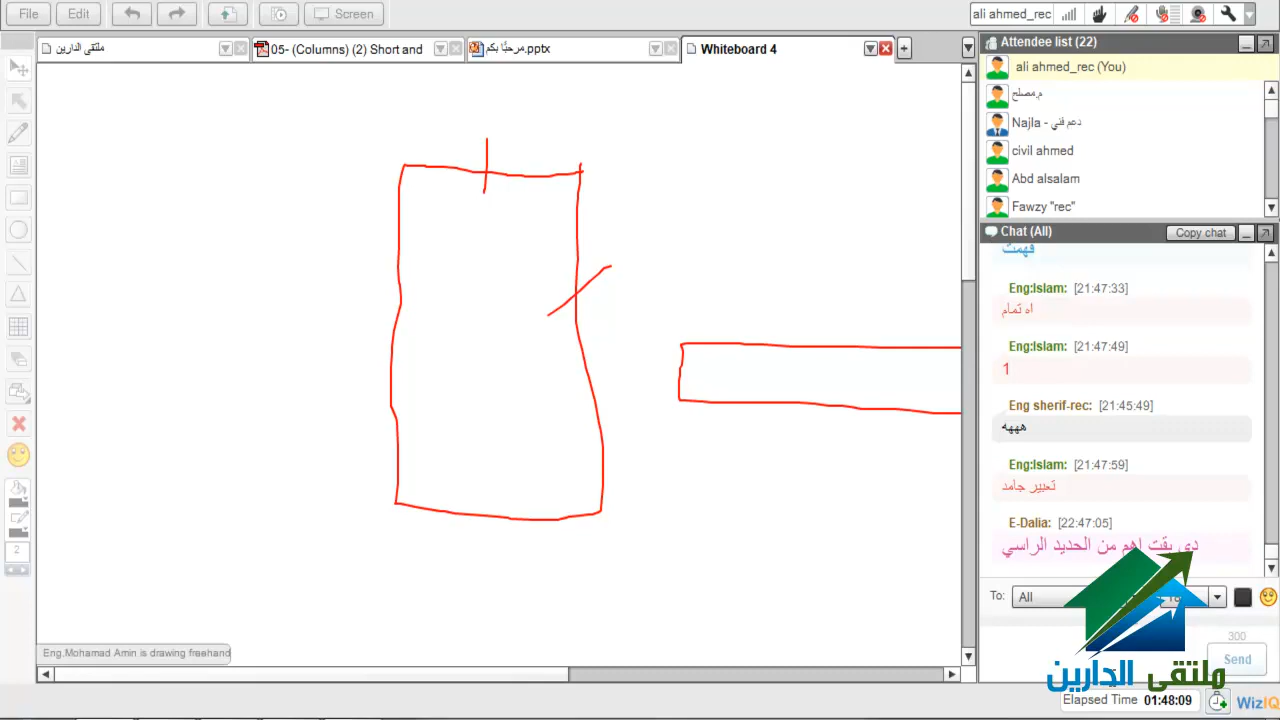 File
Edit
Screen
ali ahmed_rec
ملتقى الدارين
05- (Columns) (2) Short and
مرحبًا بكم.pptx
Whiteboard 4
Attendee list (22)
ali ahmed_rec (You)
م.مصلح
Najla - دعم فني
civil ahmed
Abd alsalam
Fawzy "rec"
Chat (All)
Copy chat
فهمت
Eng:Islam: [21:47:33]
اه تمام
Eng:Islam: [21:47:49]
1
Eng sherif-rec: [21:45:49]
هههه
Eng:Islam: [21:47:59]
تعبير جامد
E-Dalia: [22:47:05]
دي بقت اهم من الحديد الراسي
To:
All
300
Send
2
Eng.Mohamad Amin is drawing freehand
ملتقى الدارين
Elapsed Time 01:48:09
WizIQ